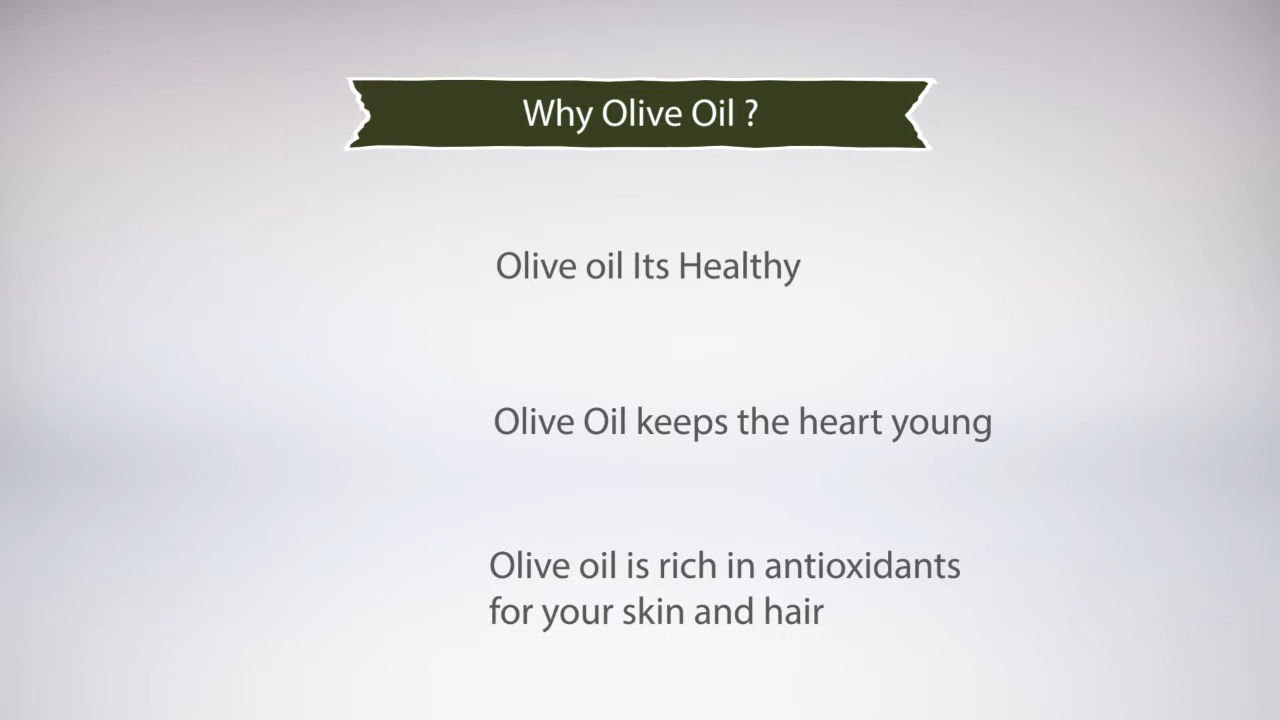 Why Olive Oil ?
Olive oil Its Healthy
Olive Oil keeps the heart young
Olive oil is rich in antioxidants
for your skin and hair